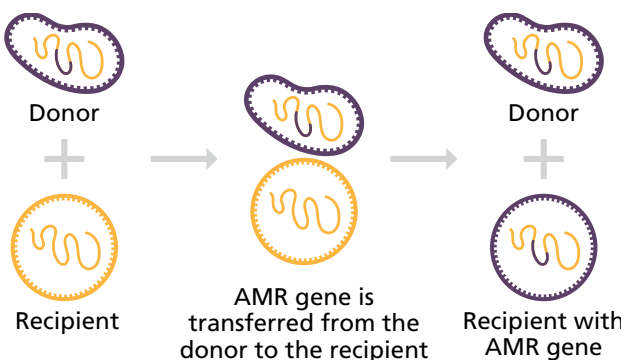 Donor
Recipient
AMR gene is
transferred from the
donor to the recipient
Donor
Recipient with
AMR gene